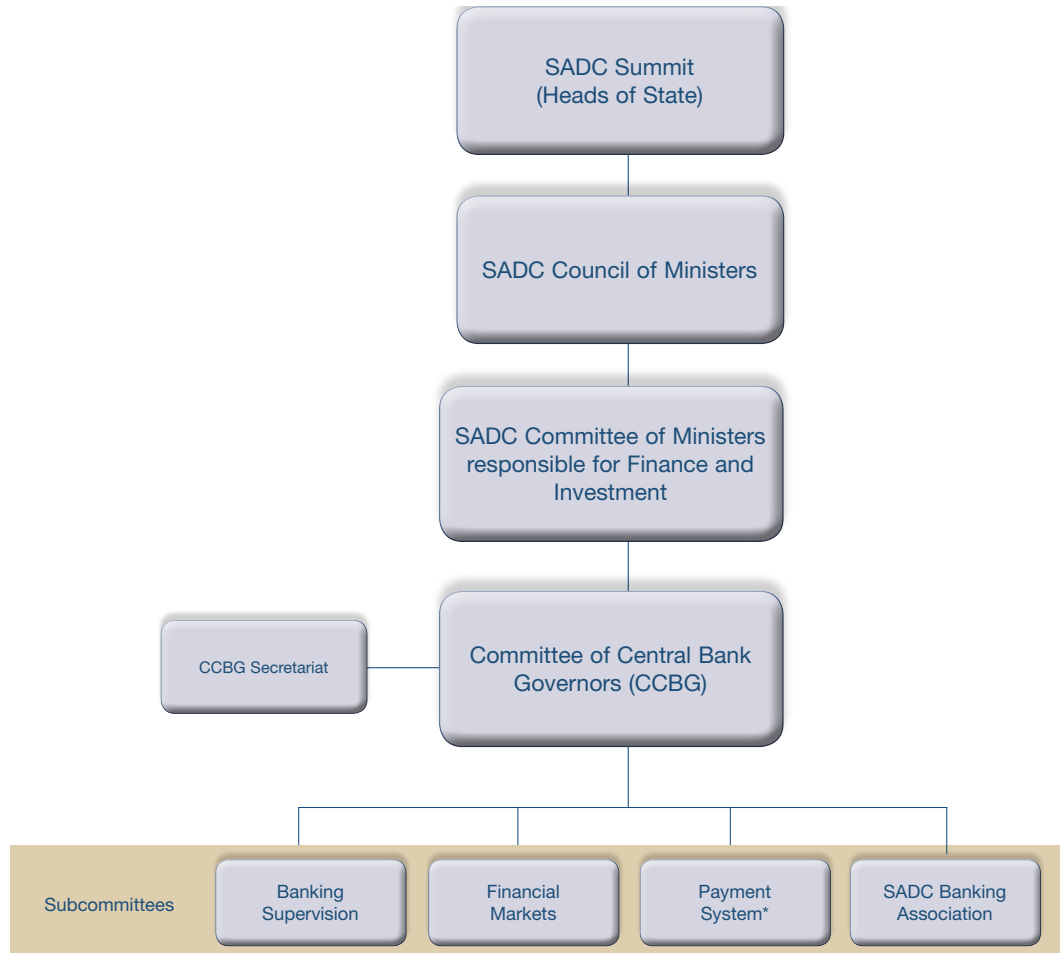 SADC Summit
(Heads of State)
SADC Council of Ministers
SADC Committee of Ministers
responsible for Finance and
Investment
CCBG Secretariat
Committee of Central Bank
Governors (CCBG)
Subcommittees
Banking
Supervision
Financial
Markets
Payment
System*
SADC Banking
Association